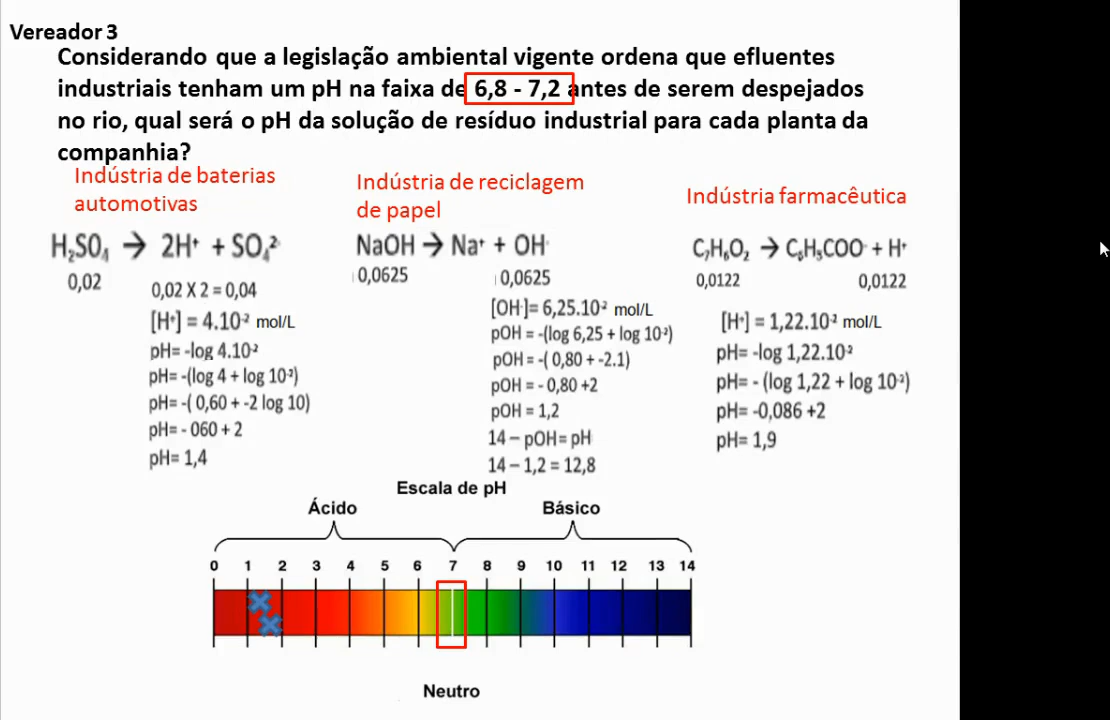 Vereador 3
Considerando que a legislação ambiental vigente ordena que efluentes
industriais tenham um pH na faixa de 6,8 - 7,2 antes de serem despejados
no rio, qual será o pH da solução de resíduo industrial para cada planta da
companhia?
Indústria de baterias
automotivas
H₂SO₄ → 2H⁺ + SO₄²⁻
0,02
0,02 X 2 = 0,04
[H⁺] = 4.10⁻² mol/L
pH= -log 4.10⁻²
pH= -(log 4 + log 10⁻²)
pH= -( 0,60 + -2 log 10)
pH= - 060 + 2
pH= 1,4
Indústria de reciclagem
de papel
NaOH → Na⁺ + OH⁻
0,0625 0,0625
[OH⁻]= 6,25.10⁻² mol/L
pOH = -(log 6,25 + log 10⁻²)
pOH = -( 0,80 + -2.1)
pOH = - 0,80 +2
pOH = 1,2
14 – pOH= pH
14 – 1,2 = 12,8
Indústria farmacêutica
C₇H₆O₂ → C₆H₅COO⁻ + H⁺
0,0122 0,0122
[H⁺] = 1,22.10⁻² mol/L
pH= -log 1,22.10⁻²
pH= - (log 1,22 + log 10⁻²)
pH= -0,086 +2
pH= 1,9
Escala de pH
Ácido Básico
0 1 2 3 4 5 6 7 8 9 10 11 12 13 14
Neutro